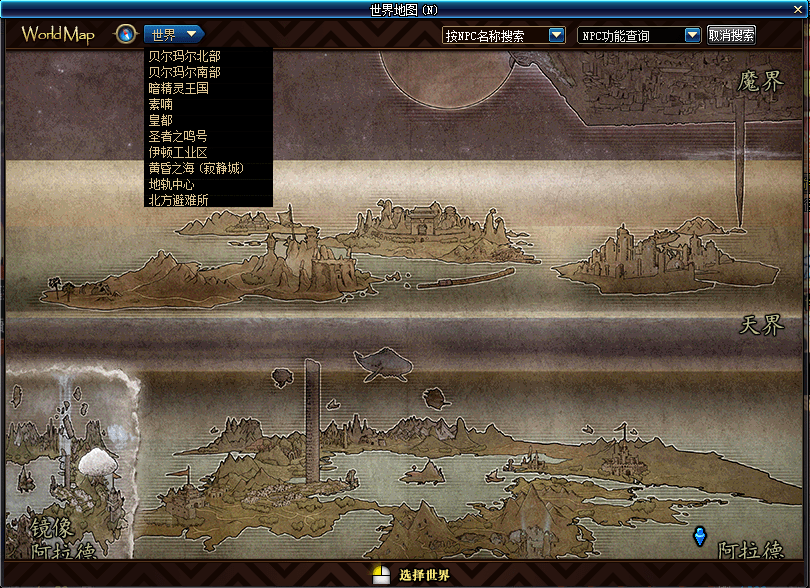 世界地图 (N)
WorldMap
世界
按NPC名称搜索
NPC功能查询
取消搜索
贝尔玛尔北部
贝尔玛尔南部
暗精灵王国
素喃
皇都
圣者之鸣号
伊顿工业区
黄昏之海 (寂静城)
地轨中心
北方避难所
魔界
天界
镜像
阿拉德
阿拉德
选择世界